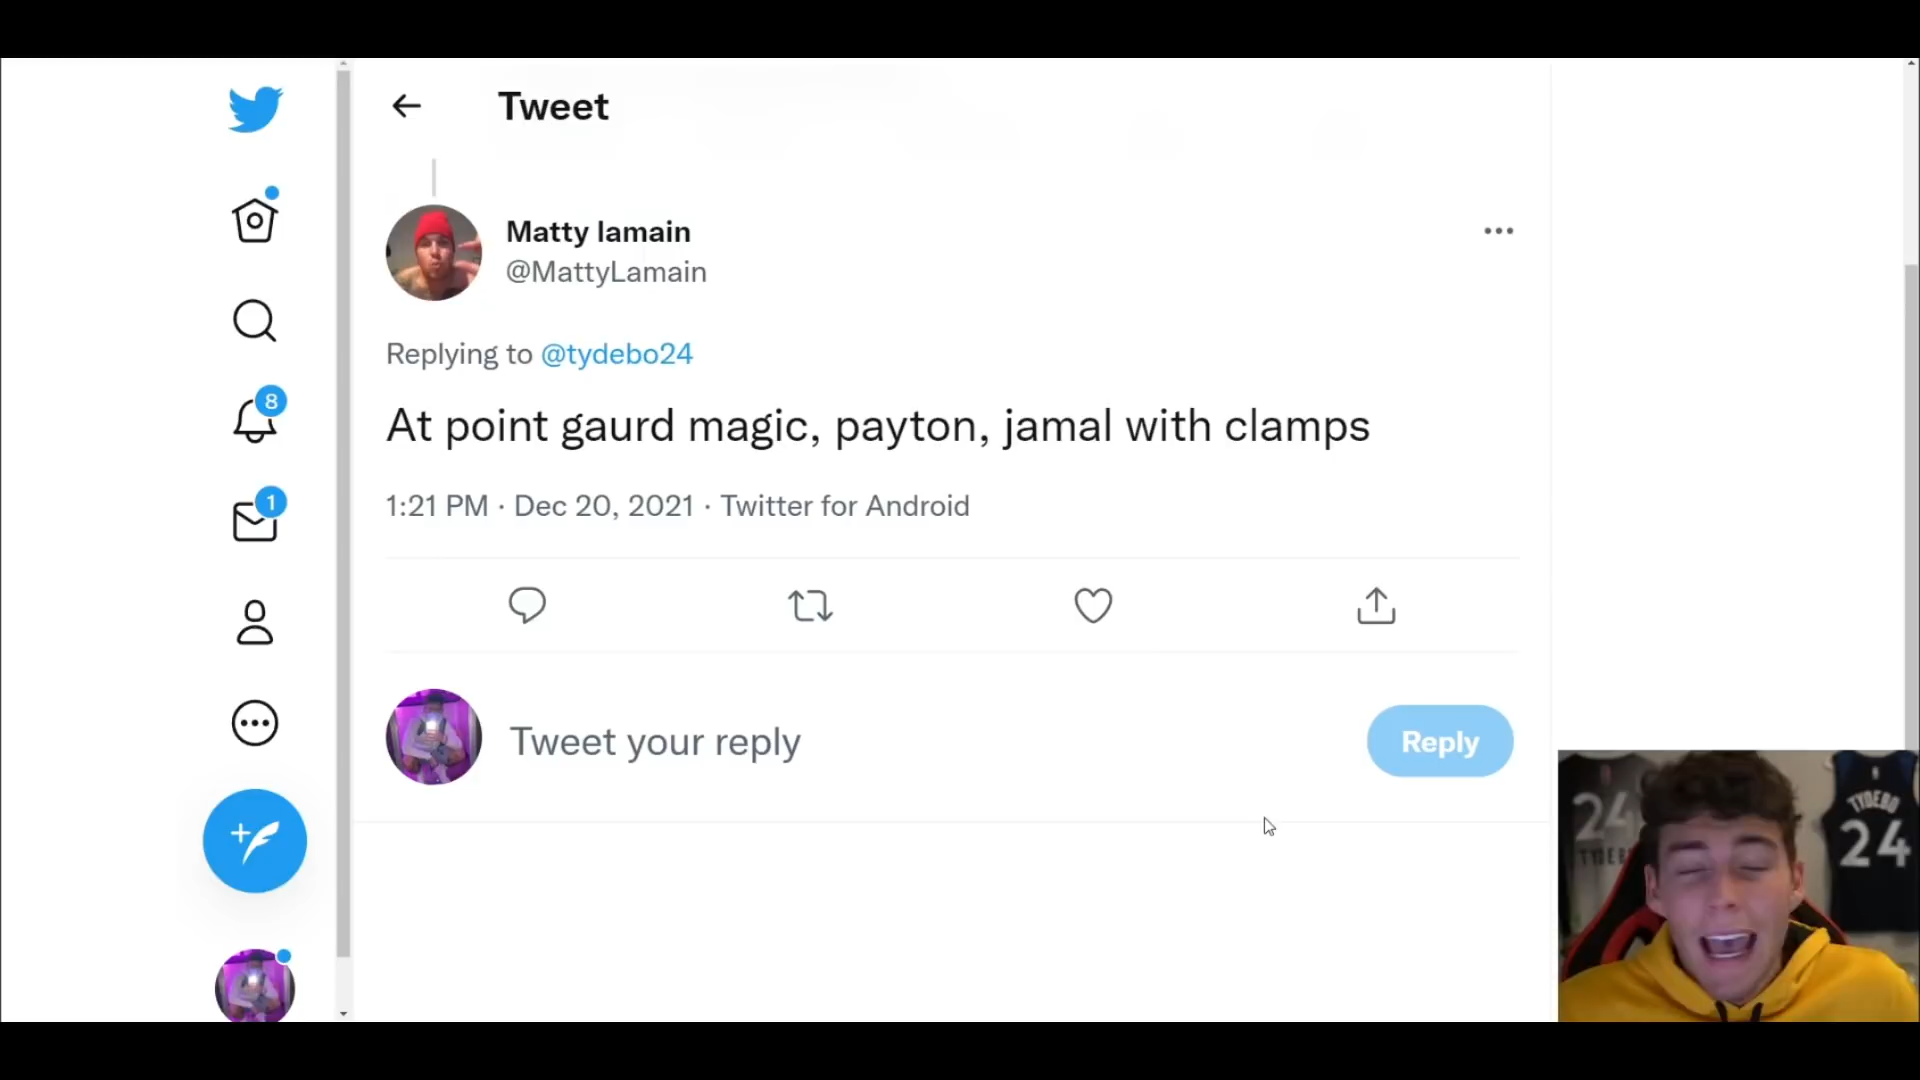 Tweet
Matty lamain
@MattyLamain
Replying to @tydebo24
At point gaurd magic, payton, jamal with clamps
1:21 PM · Dec 20, 2021 · Twitter for Android
8
1
Tweet your reply
Reply
24
TYDEBO
24